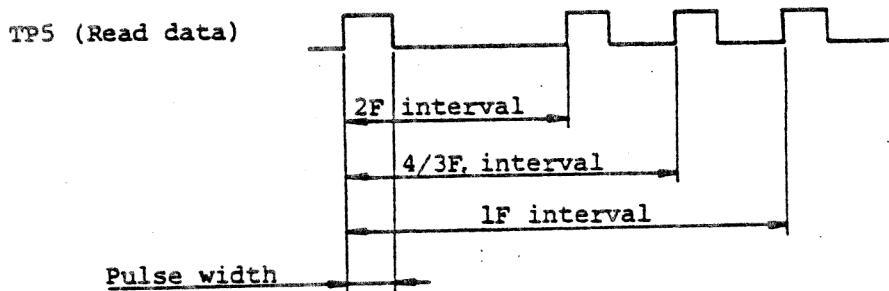 TP5 (Read data)
2F interval
4/3F, interval
1F interval
Pulse width